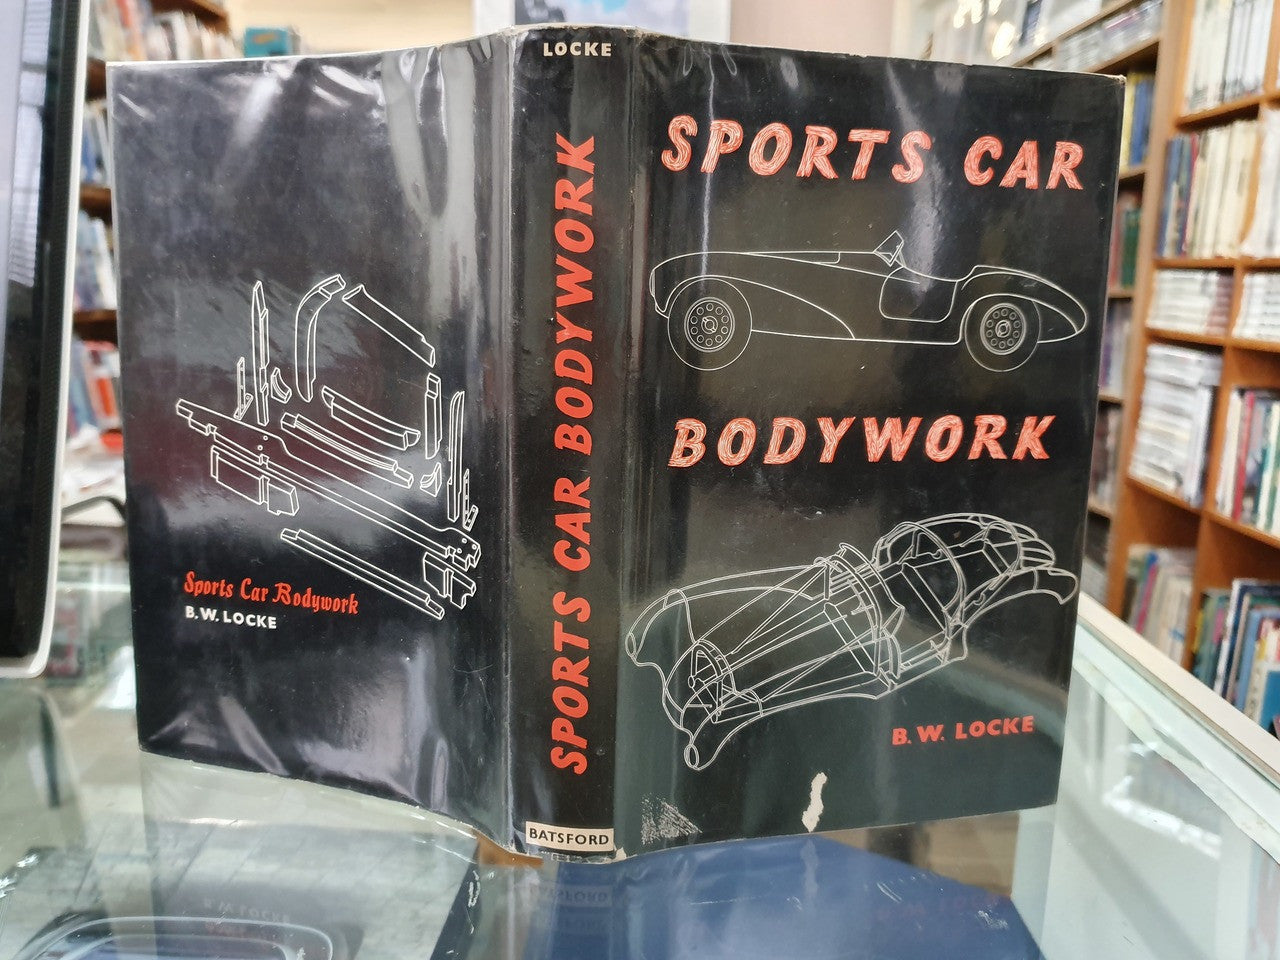 Sports Car Bodywork
B.W. LOCKE
LOCKE
SPORTS CAR BODYWORK
BATSFORD
SPORTS CAR
BODYWORK
B. W. LOCKE